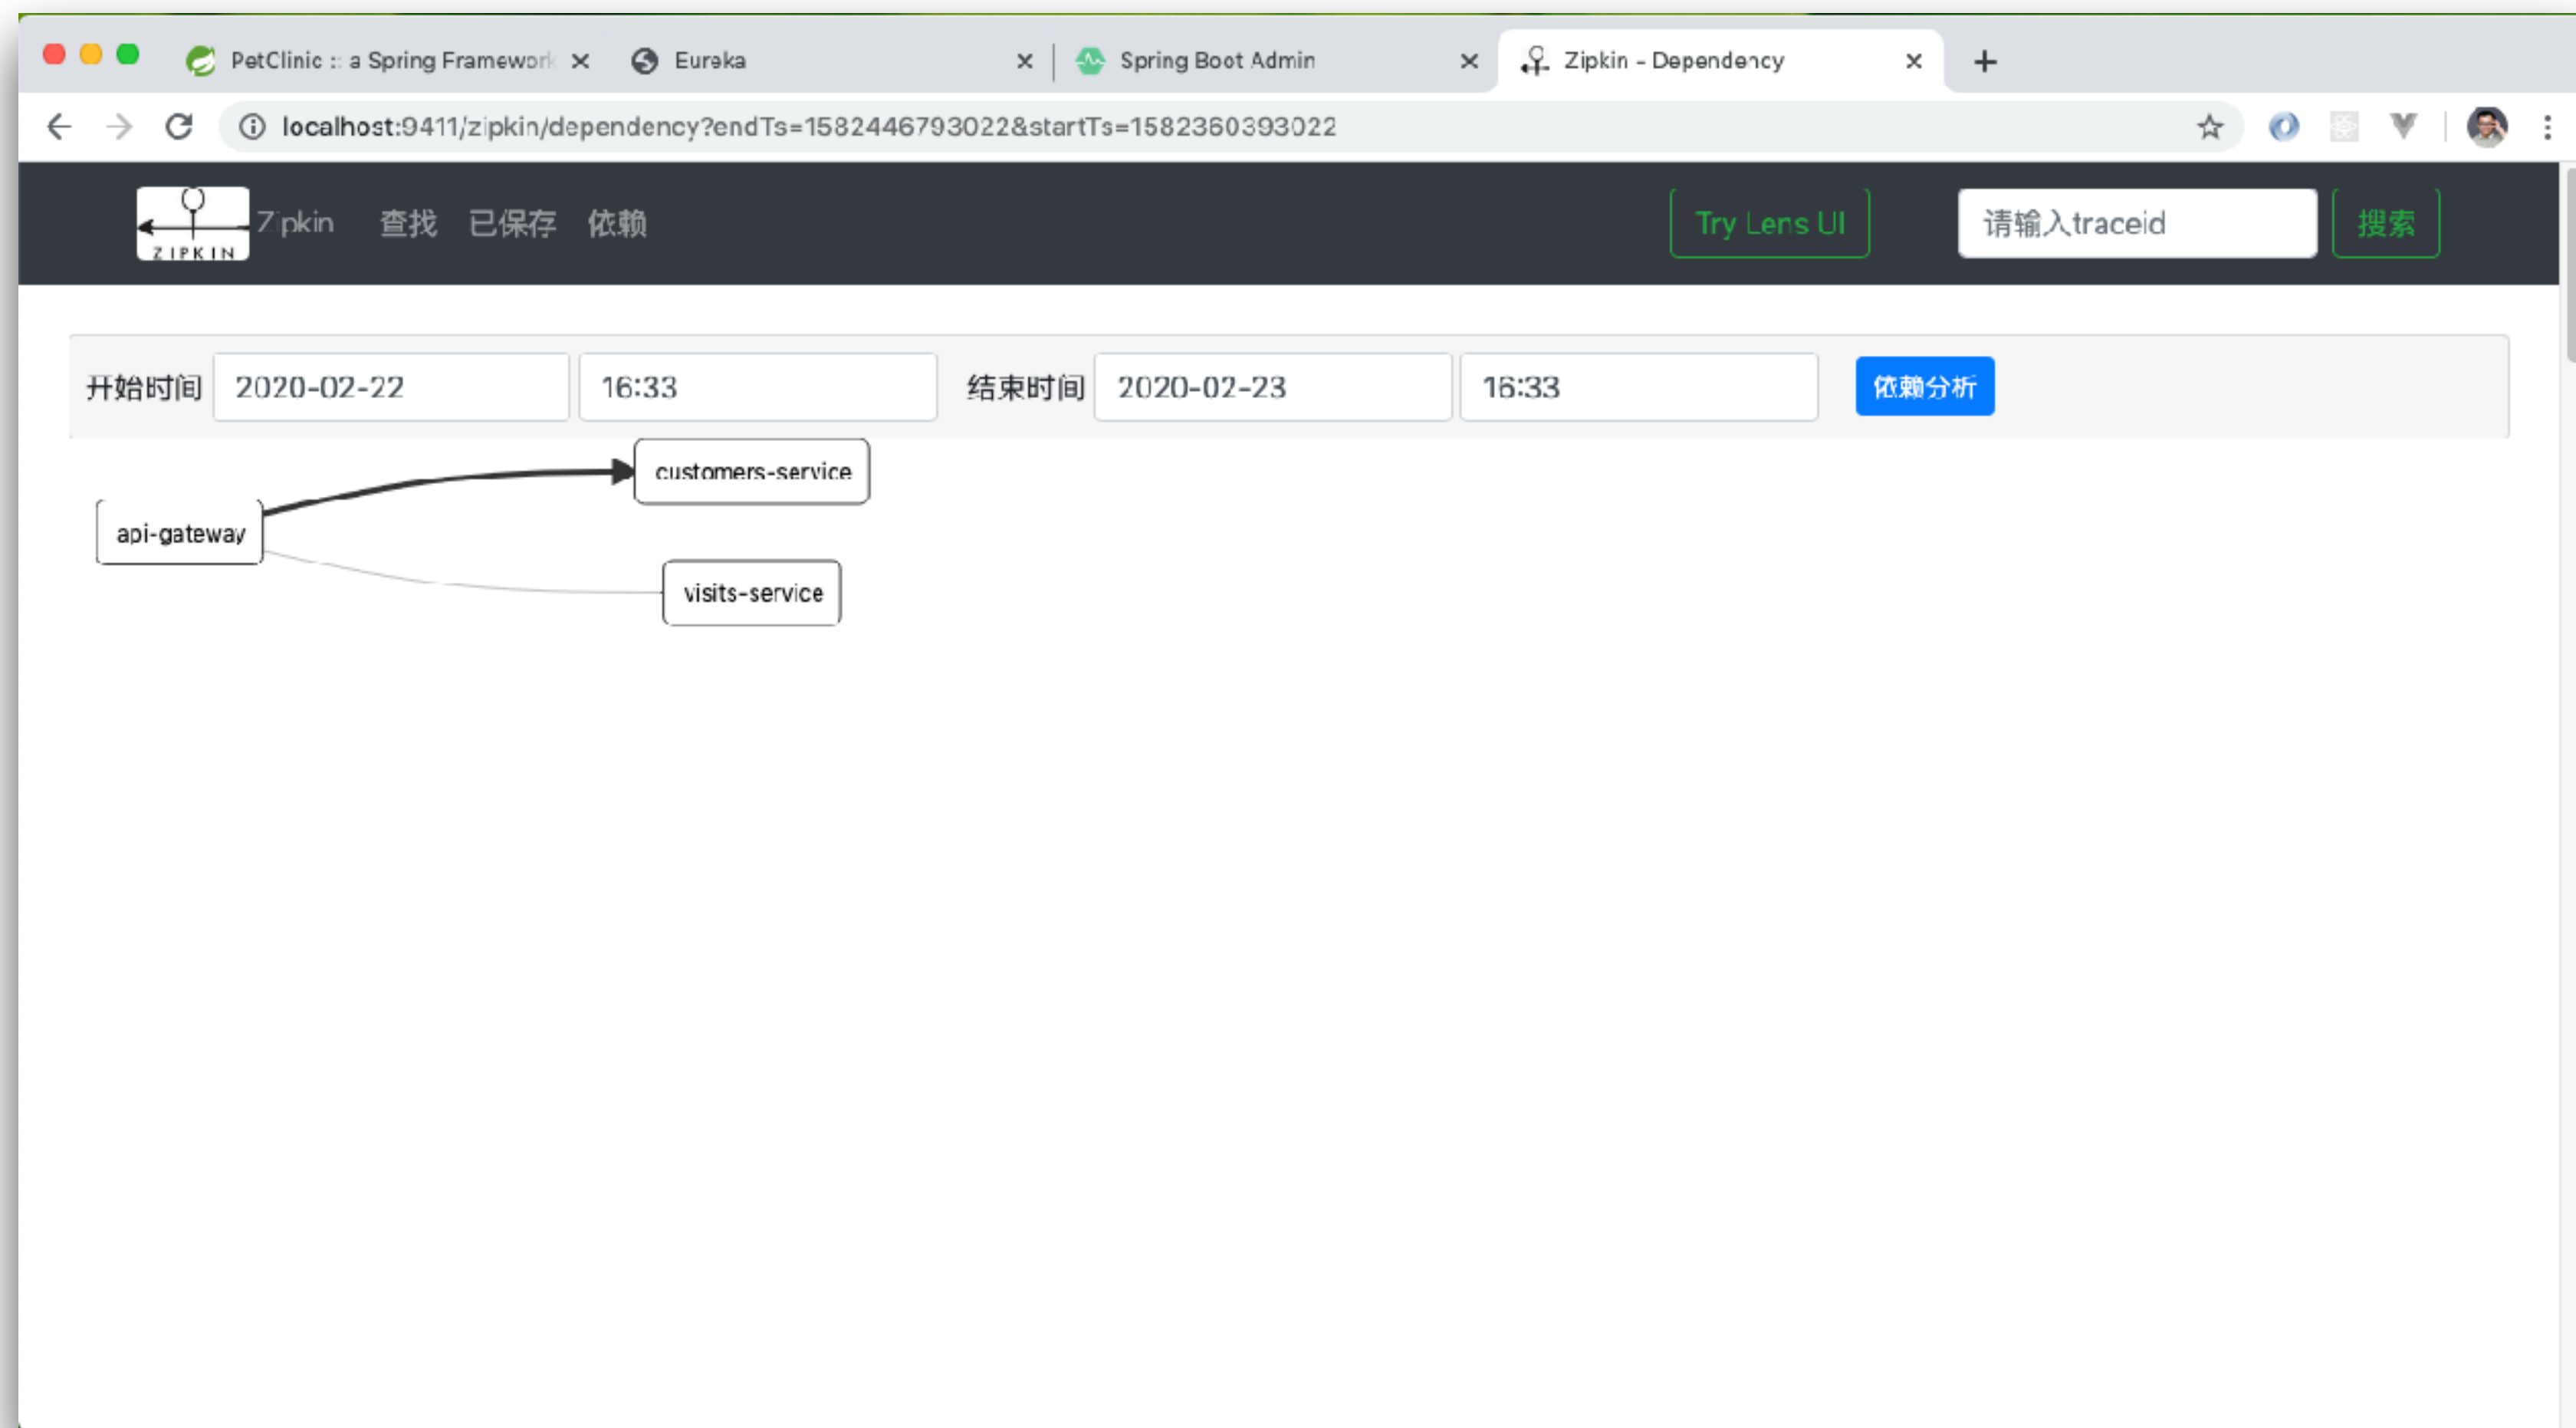 PetClinic :: a Spring Framework
Eureka
Spring Boot Admin
Zipkin - Dependency
localhost:9411/zipkin/dependency?endTs=1582446793022&startTs=1582360393022
ZIPKIN
Zipkin 查找 已保存 依赖 Try Lens UI 请输入traceid 搜索
开始时间 2020-02-22 16:33 结束时间 2020-02-23 16:33 依赖分析
customers-service
api-gateway
visits-service